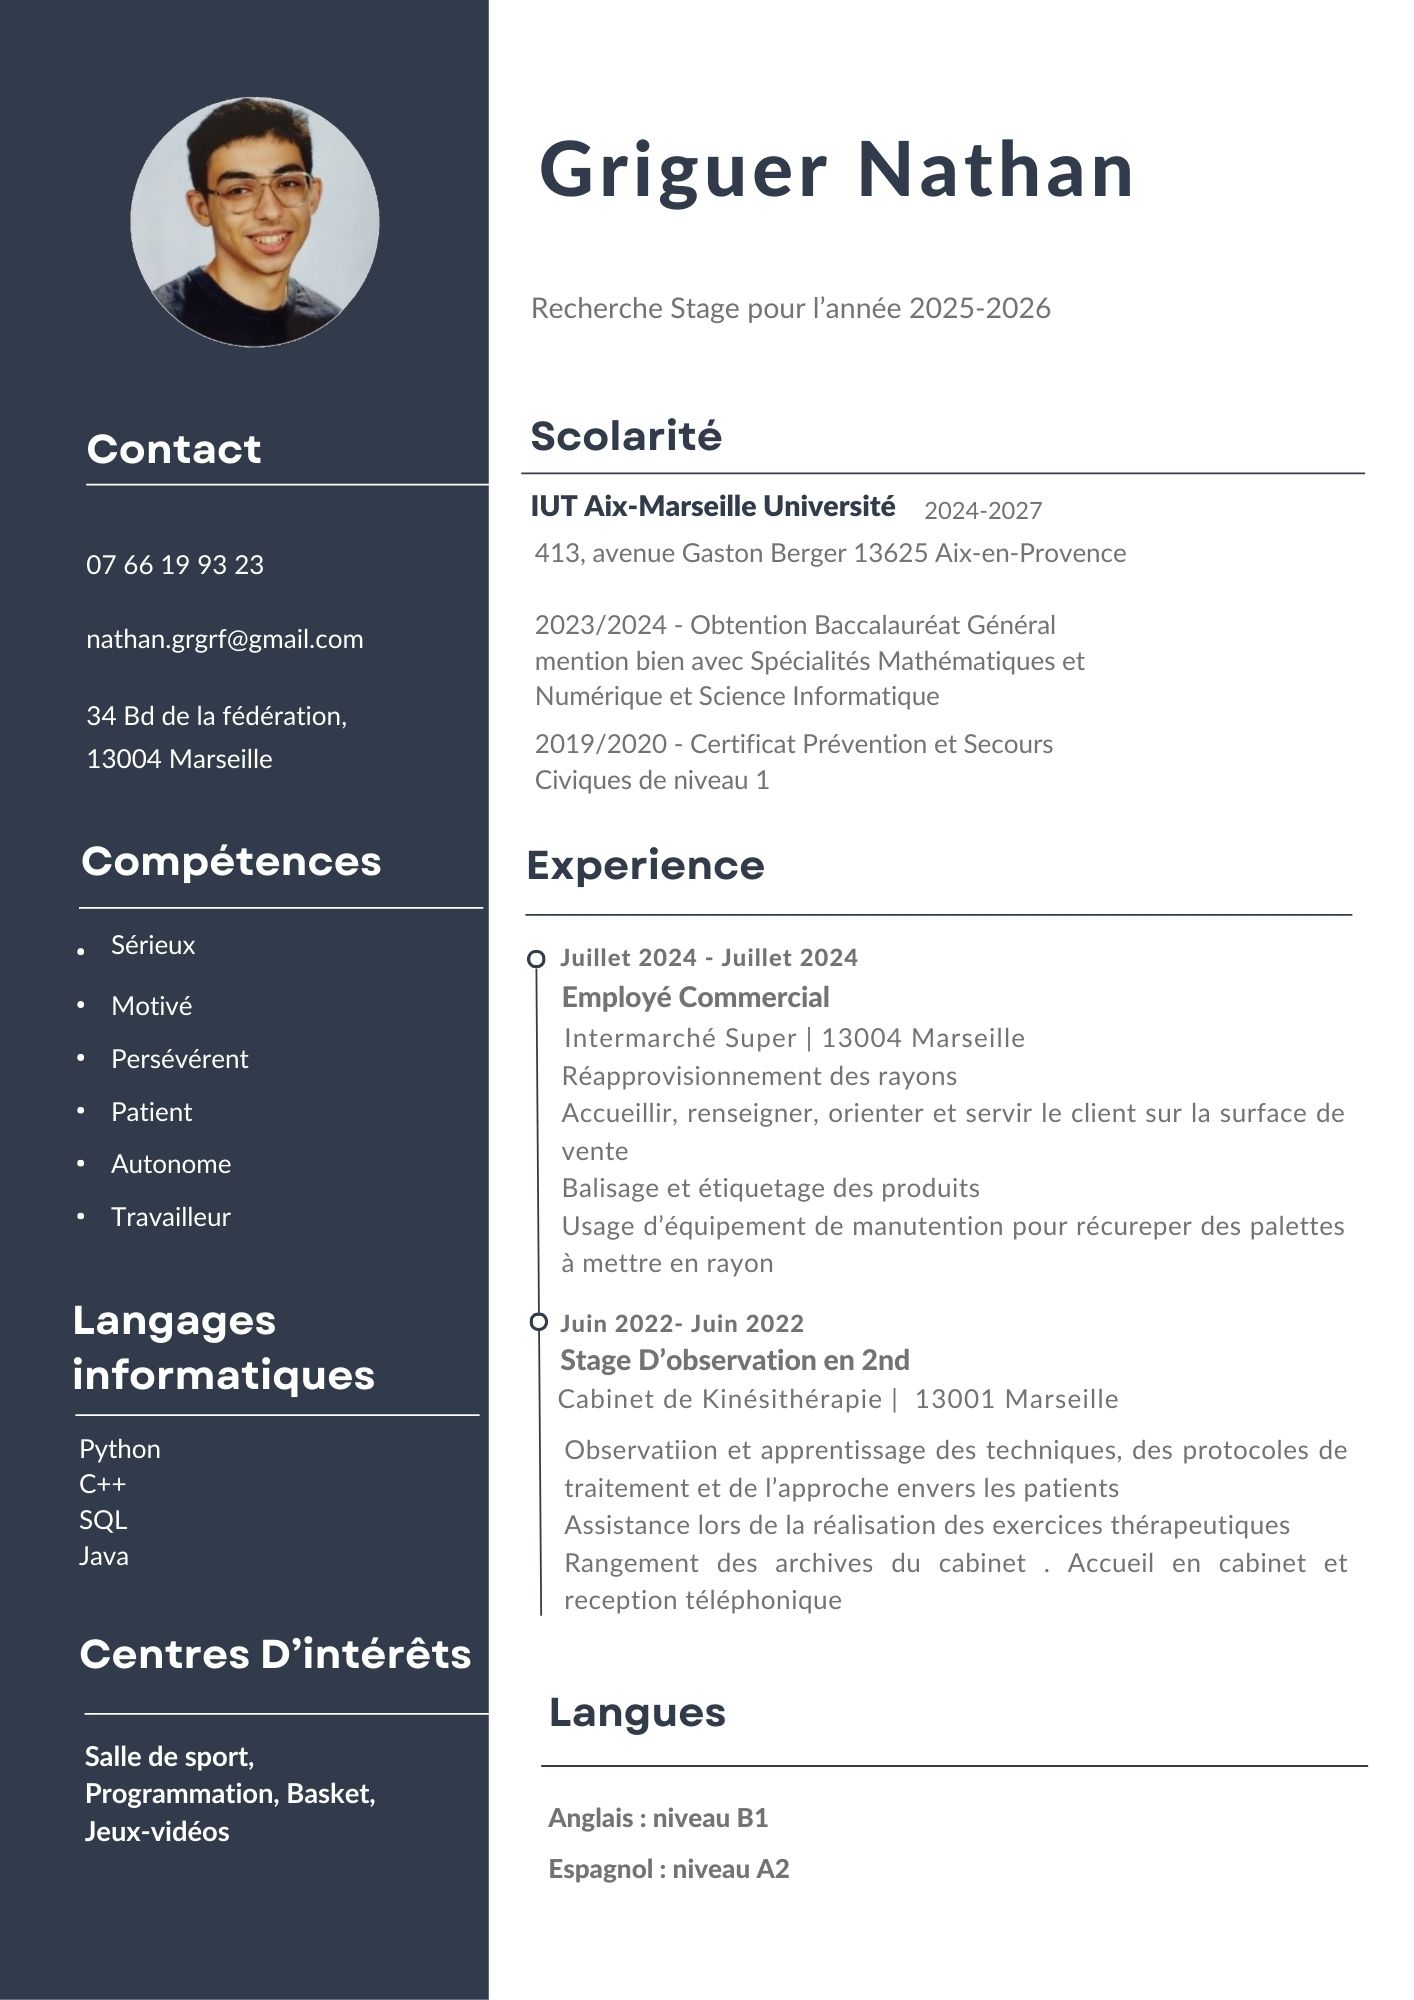 Griguer Nathan
Recherche Stage pour l’année 2025-2026
Contact
07 66 19 93 23
nathan.grgrf@gmail.com
34 Bd de la fédération,
13004 Marseille
Compétences
• Sérieux
• Motivé
• Persévérent
• Patient
• Autonome
• Travailleur
Langages
informatiques
Python
C++
SQL
Java
Centres D’intérêts
Salle de sport,
Programmation, Basket,
Jeux-vidéos
Scolarité
IUT Aix-Marseille Université 2024-2027
413, avenue Gaston Berger 13625 Aix-en-Provence
2023/2024 - Obtention Baccalauréat Général
mention bien avec Spécialités Mathématiques et
Numérique et Science Informatique
2019/2020 - Certificat Prévention et Secours
Civiques de niveau 1
Experience
Juillet 2024 - Juillet 2024
Employé Commercial
Intermarché Super | 13004 Marseille
Réapprovisionnement des rayons
Accueillir, renseigner, orienter et servir le client sur la surface de
vente
Balisage et étiquetage des produits
Usage d’équipement de manutention pour récureper des palettes
à mettre en rayon
Juin 2022- Juin 2022
Stage D’observation en 2nd
Cabinet de Kinésithérapie | 13001 Marseille
Observatiion et apprentissage des techniques, des protocoles de
traitement et de l’approche envers les patients
Assistance lors de la réalisation des exercices thérapeutiques
Rangement des archives du cabinet . Accueil en cabinet et
reception téléphonique
Langues
Anglais : niveau B1
Espagnol : niveau A2